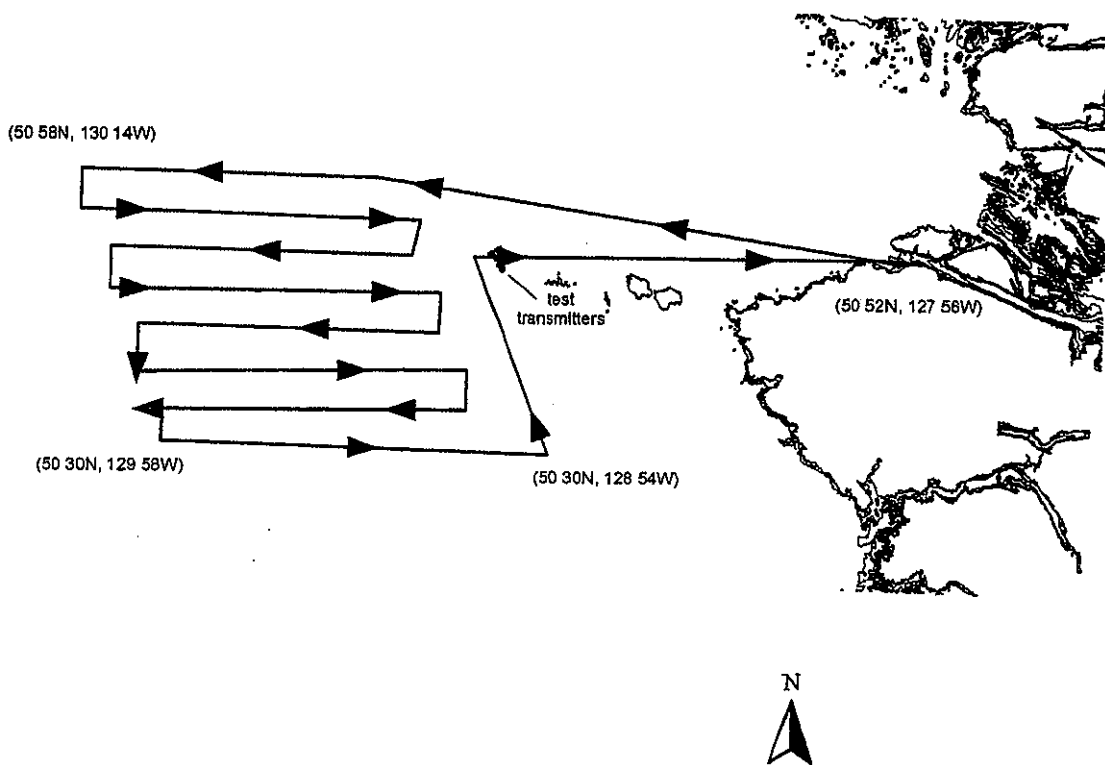 (50 58N, 130 14W)
test
transmitters
(50 52N, 127 56W)
(50 30N, 129 58W)
(50 30N, 128 54W)
N